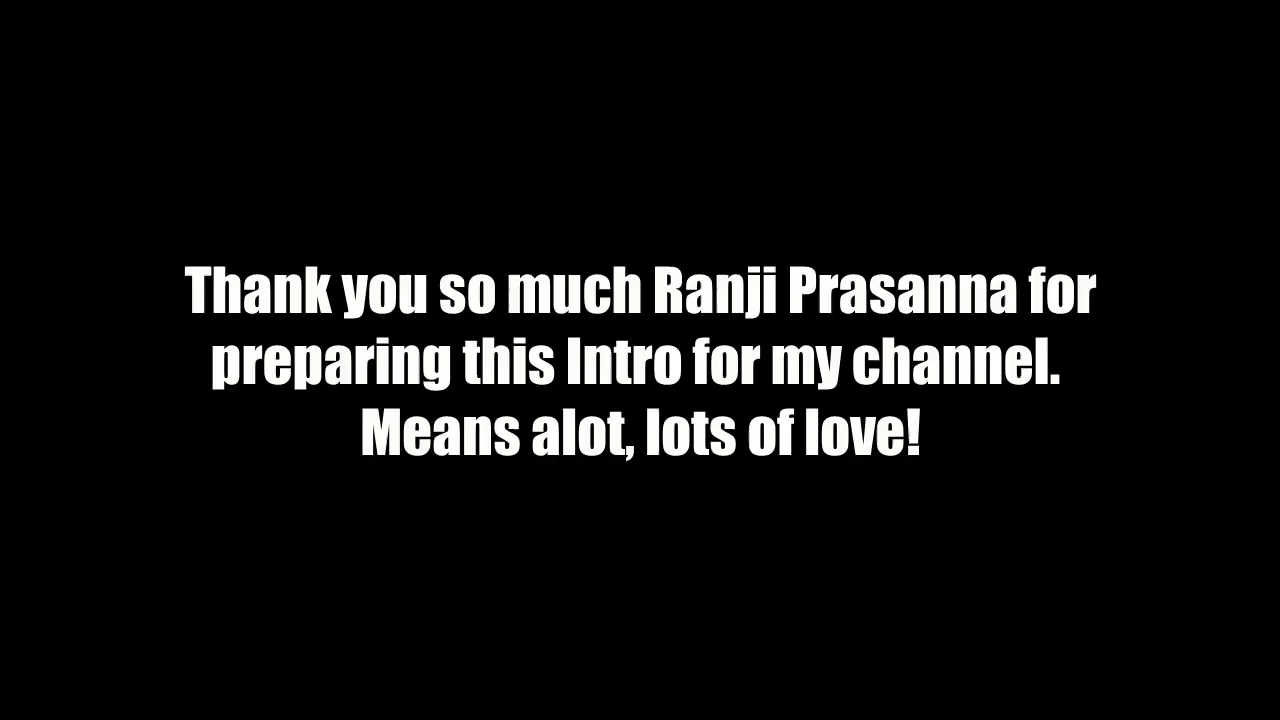 Thank you so much Ranji Prasanna for
preparing this Intro for my channel.
Means alot, lots of love!